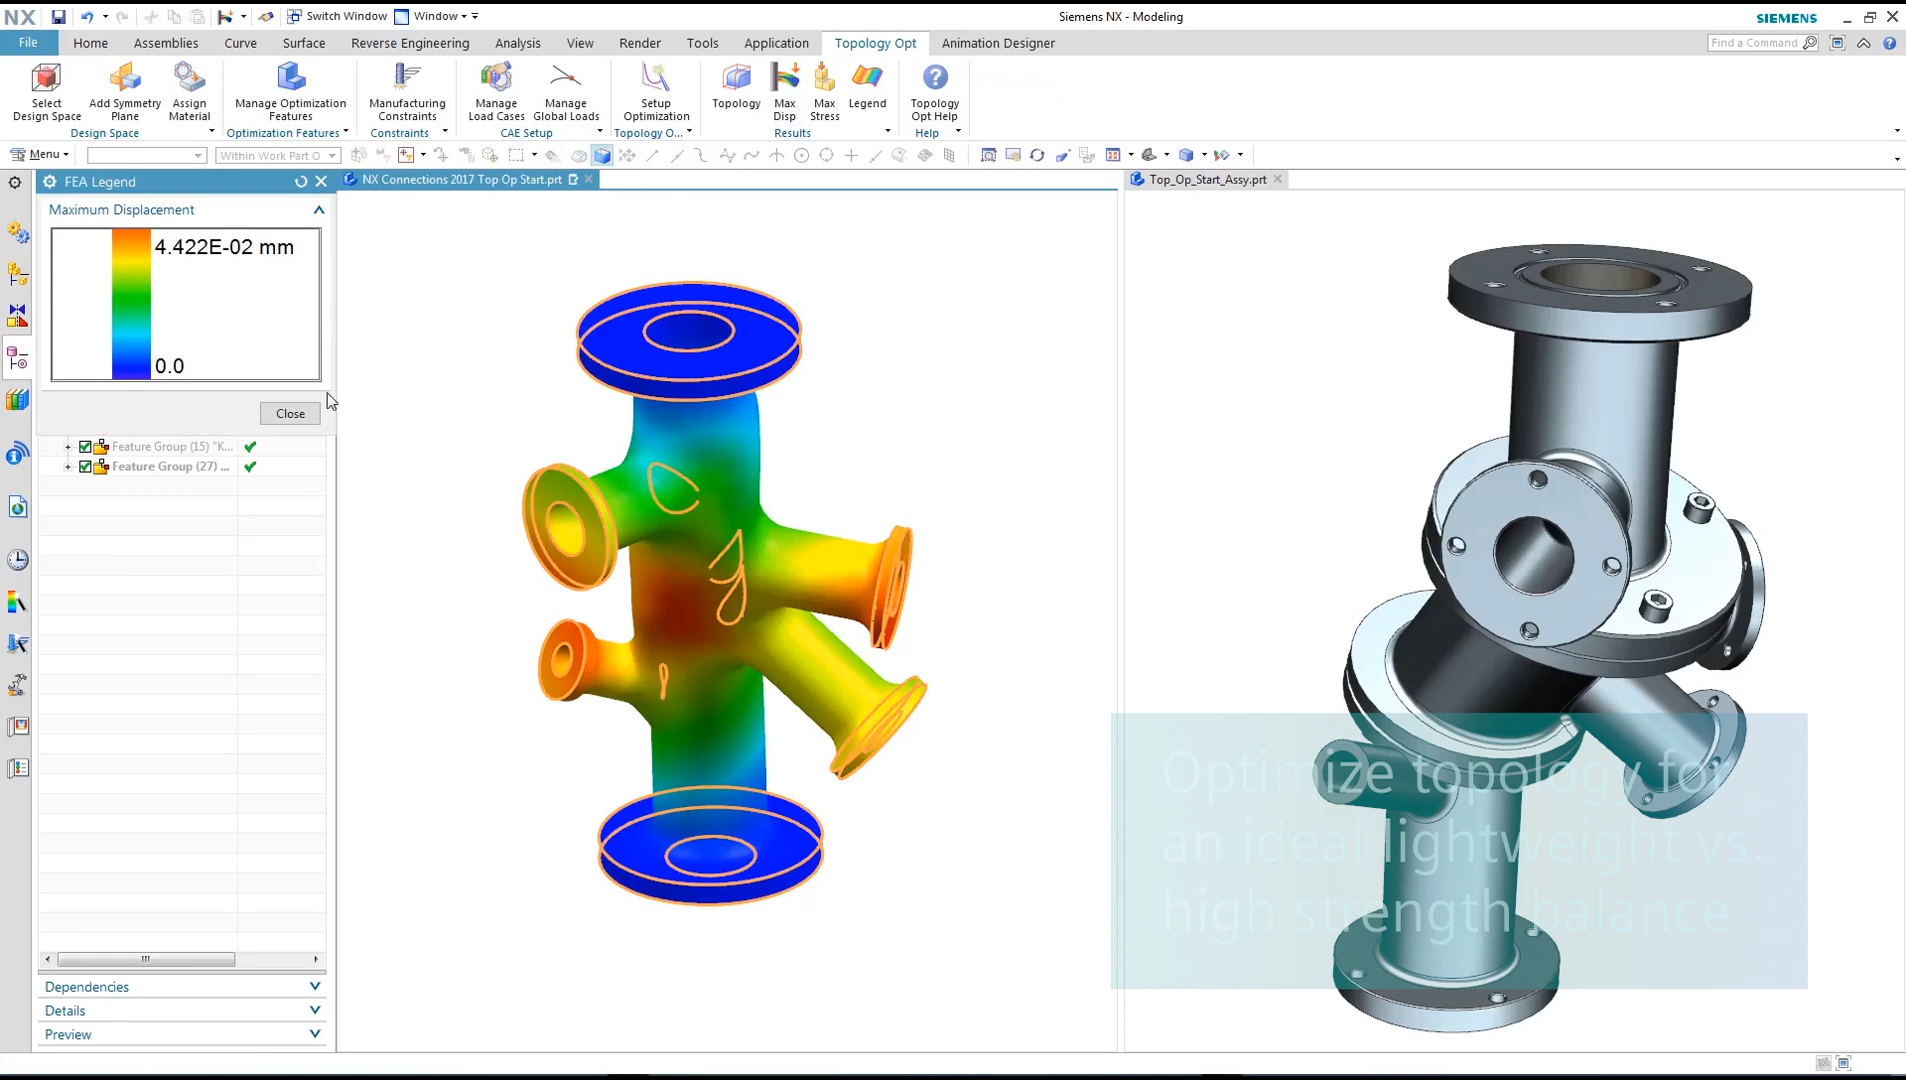 NX
Switch Window
Window
Siemens NX - Modeling
SIEMENS
File
Home
Assemblies
Curve
Surface
Reverse Engineering
Analysis
View
Render
Tools
Application
Topology Opt
Animation Designer
Find a Command
Select
Design Space
Add Symmetry
Plane
Assign
Material
Manage Optimization
Features
Manufacturing
Constraints
Manage
Load Cases
Manage
Global Loads
Setup
Optimization
Topology
Max
Disp
Max
Stress
Legend
Topology
Opt Help
Design Space
Optimization Features
Constraints
CAE Setup
Topology O...
Results
Help
Menu
Within Work Part O
FEA Legend
NX Connections 2017 Top Op Start.prt
Top_Op_Start_Assy.prt
Maximum Displacement
4.422E-02 mm
0.0
Close
Feature Group (15) "K...
Feature Group (27) ...
Dependencies
Details
Preview
Optimize topology for
an ideal lightweight vs.
high strength balance